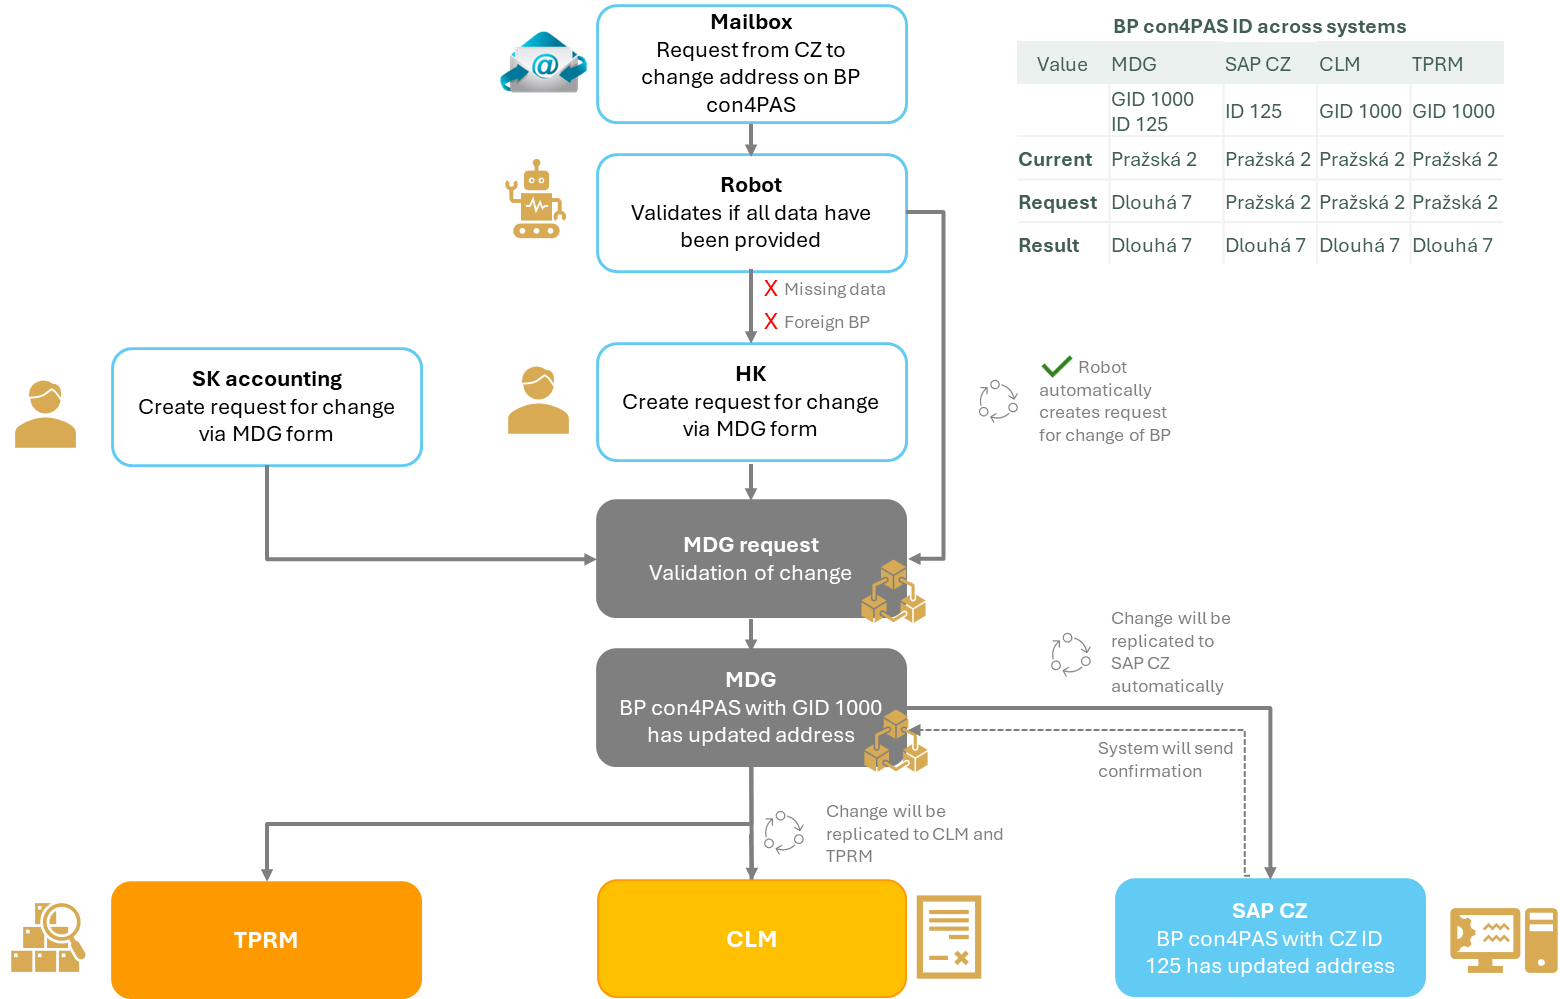 Mailbox
Request from CZ to
change address on BP
con4PAS
BP con4PAS ID across systems
Value MDG SAP CZ CLM TPRM
GID 1000
ID 125
ID 125 GID 1000 GID 1000
Current Pražská 2 Pražská 2 Pražská 2 Pražská 2
Request Dlouhá 7 Pražská 2 Pražská 2 Pražská 2
Result Dlouhá 7 Dlouhá 7 Dlouhá 7 Dlouhá 7
Robot
Validates if all data have
been provided
X Missing data
X Foreign BP
SK accounting
Create request for change
via MDG form
HK
Create request for change
via MDG form
Robot
automatically
creates request
for change of BP
MDG request
Validation of change
Change will be
replicated to
SAP CZ
automatically
MDG
BP con4PAS with GID 1000
has updated address
System will send
confirmation
Change will be
replicated to CLM and
TPRM
TPRM
CLM
SAP CZ
BP con4PAS with CZ ID
125 has updated address